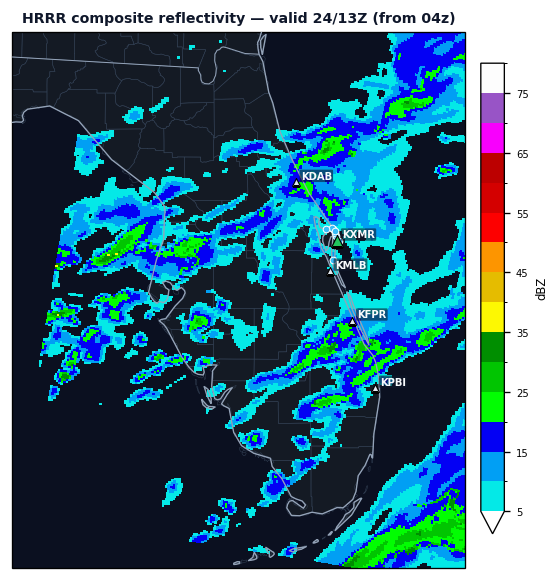 HRRR composite reflectivity — valid 24/13Z (from 04z)
KDAB
KXMR
KMLB
KFPR
KPBI
75
65
55
45
35
25
15
5
dBZ